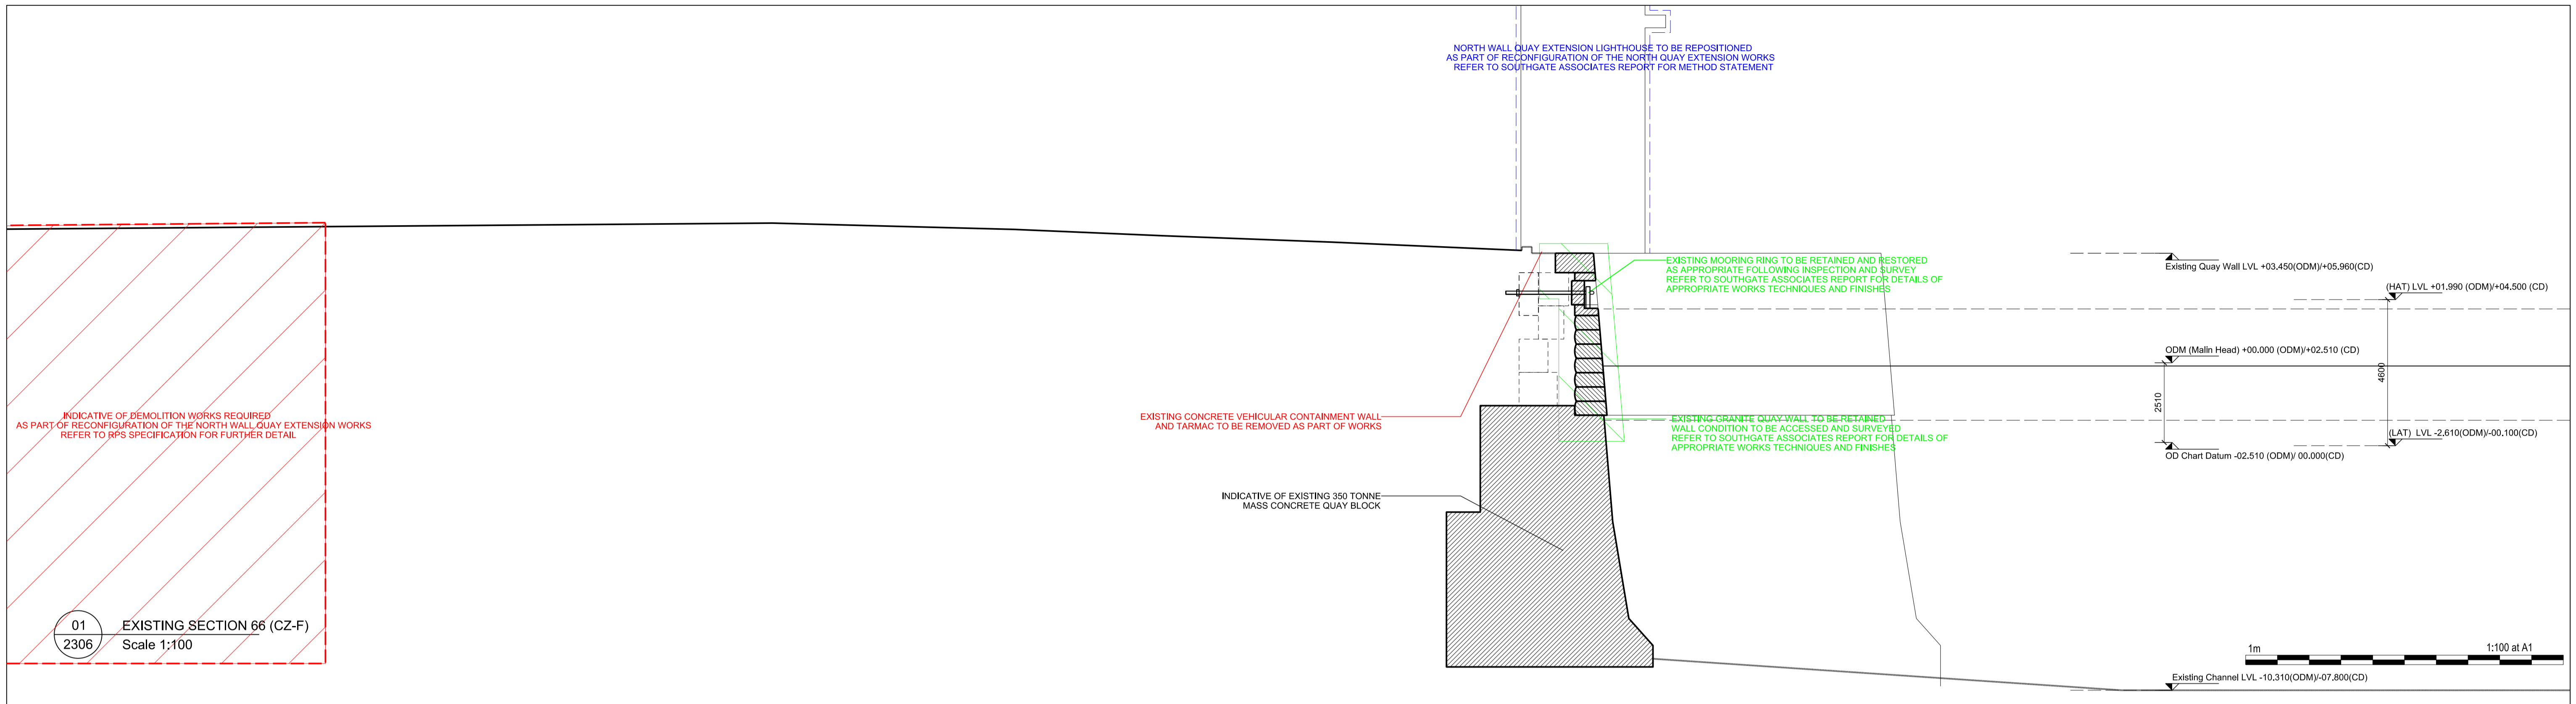 NORTH WALL QUAY EXTENSION LIGHTHOUSE TO BE REPOSITIONED
AS PART OF RECONFIGURATION OF THE NORTH QUAY EXTENSION WORKS
REFER TO SOUTHGATE ASSOCIATES REPORT FOR METHOD STATEMENT
EXISTING MOORING RING TO BE RETAINED AND RESTORED
AS APPROPRIATE FOLLOWING INSPECTION AND SURVEY
REFER TO SOUTHGATE ASSOCIATES REPORT FOR DETAILS OF
APPROPRIATE WORKS TECHNIQUES AND FINISHES
Existing Quay Wall LVL +03.450(ODM)/+05.960(CD)
(HAT) LVL +01.990 (ODM)/+04.500 (CD)
ODM (Malin Head) +00.000 (ODM)/+02.510 (CD)
4600
2510
INDICATIVE OF DEMOLITION WORKS REQUIRED
AS PART OF RECONFIGURATION OF THE NORTH WALL QUAY EXTENSION WORKS
REFER TO RPS SPECIFICATION FOR FURTHER DETAIL
EXISTING CONCRETE VEHICULAR CONTAINMENT WALL
AND TARMAC TO BE REMOVED AS PART OF WORKS
EXISTING GRANITE QUAY WALL TO BE RETAINED
WALL CONDITION TO BE ACCESSED AND SURVEYED
REFER TO SOUTHGATE ASSOCIATES REPORT FOR DETAILS OF
APPROPRIATE WORKS TECHNIQUES AND FINISHES
(LAT) LVL -2.610(ODM)/-00.100(CD)
OD Chart Datum -02.510 (ODM)/ 00.000(CD)
INDICATIVE OF EXISTING 350 TONNE
MASS CONCRETE QUAY BLOCK
01
2306
EXISTING SECTION 66 (CZ-F)
Scale 1:100
1m
1:100 at A1
Existing Channel LVL -10.310(ODM)/-07.800(CD)